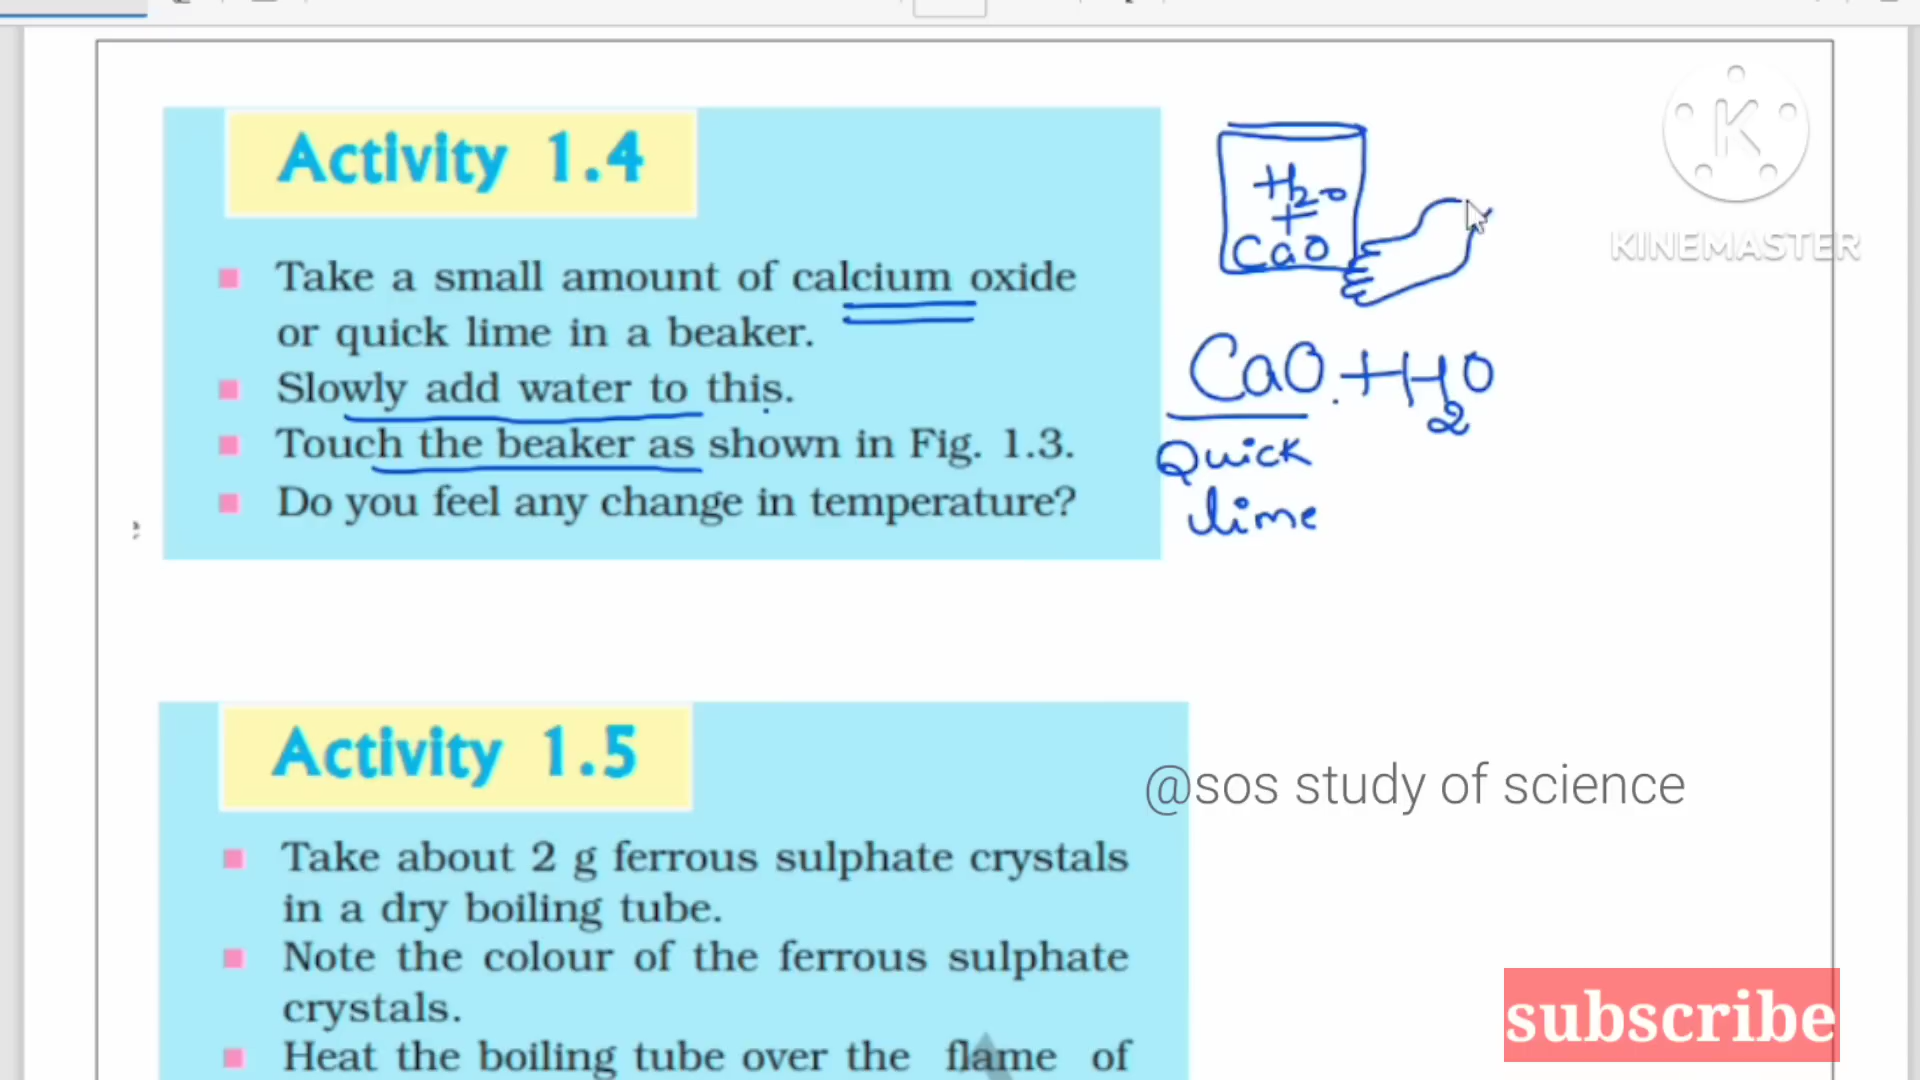 Activity 1.4
Take a small amount of calcium oxide
or quick lime in a beaker.
Slowly add water to this.
Touch the beaker as shown in Fig. 1.3.
Do you feel any change in temperature?
H2O
+
CaO
CaO + H2O
Quick
lime
K
KINEMASTER
Activity 1.5
Take about 2 g ferrous sulphate crystals
in a dry boiling tube.
Note the colour of the ferrous sulphate
crystals.
Heat the boiling tube over the flame of
@sos study of science
subscribe